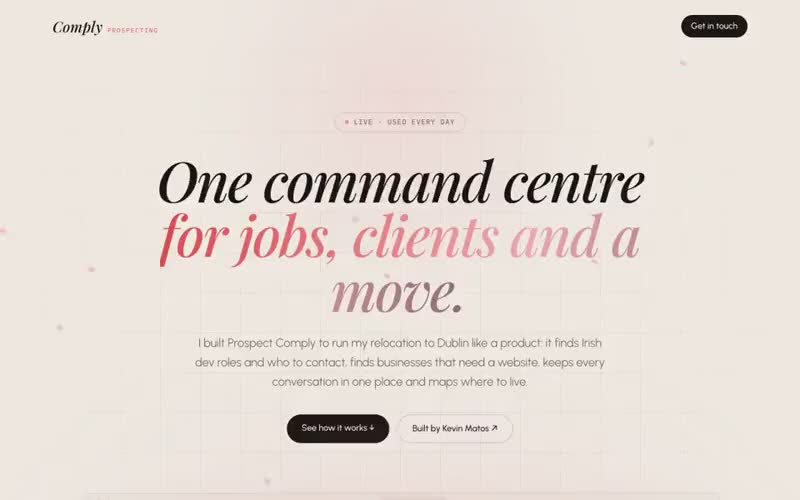 Comply PROSPECTING
Get in touch
LIVE · USED EVERY DAY
One command centre
for jobs, clients and a
move.
I built Prospect Comply to run my relocation to Dublin like a product: it finds Irish
dev roles and who to contact, finds businesses that need a website, keeps every
conversation in one place and maps where to live.
See how it works ↓
Built by Kevin Matos ↗